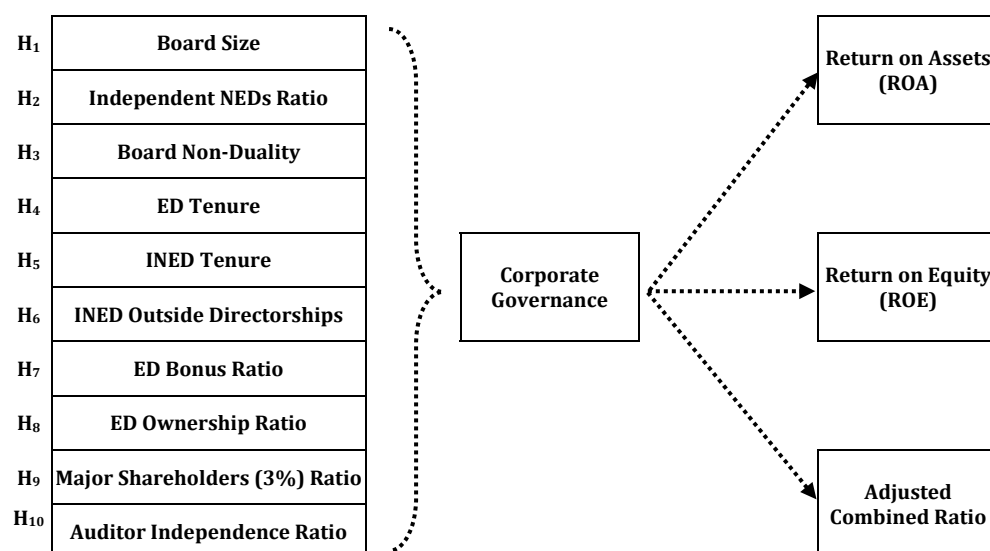 H1 Board Size
H2 Independent NEDs Ratio
H3 Board Non-Duality
H4 ED Tenure
H5 INED Tenure
H6 INED Outside Directorships
H7 ED Bonus Ratio
H8 ED Ownership Ratio
H9 Major Shareholders (3%) Ratio
H10 Auditor Independence Ratio
Corporate
Governance
Return on Assets
(ROA)
Return on Equity
(ROE)
Adjusted
Combined Ratio